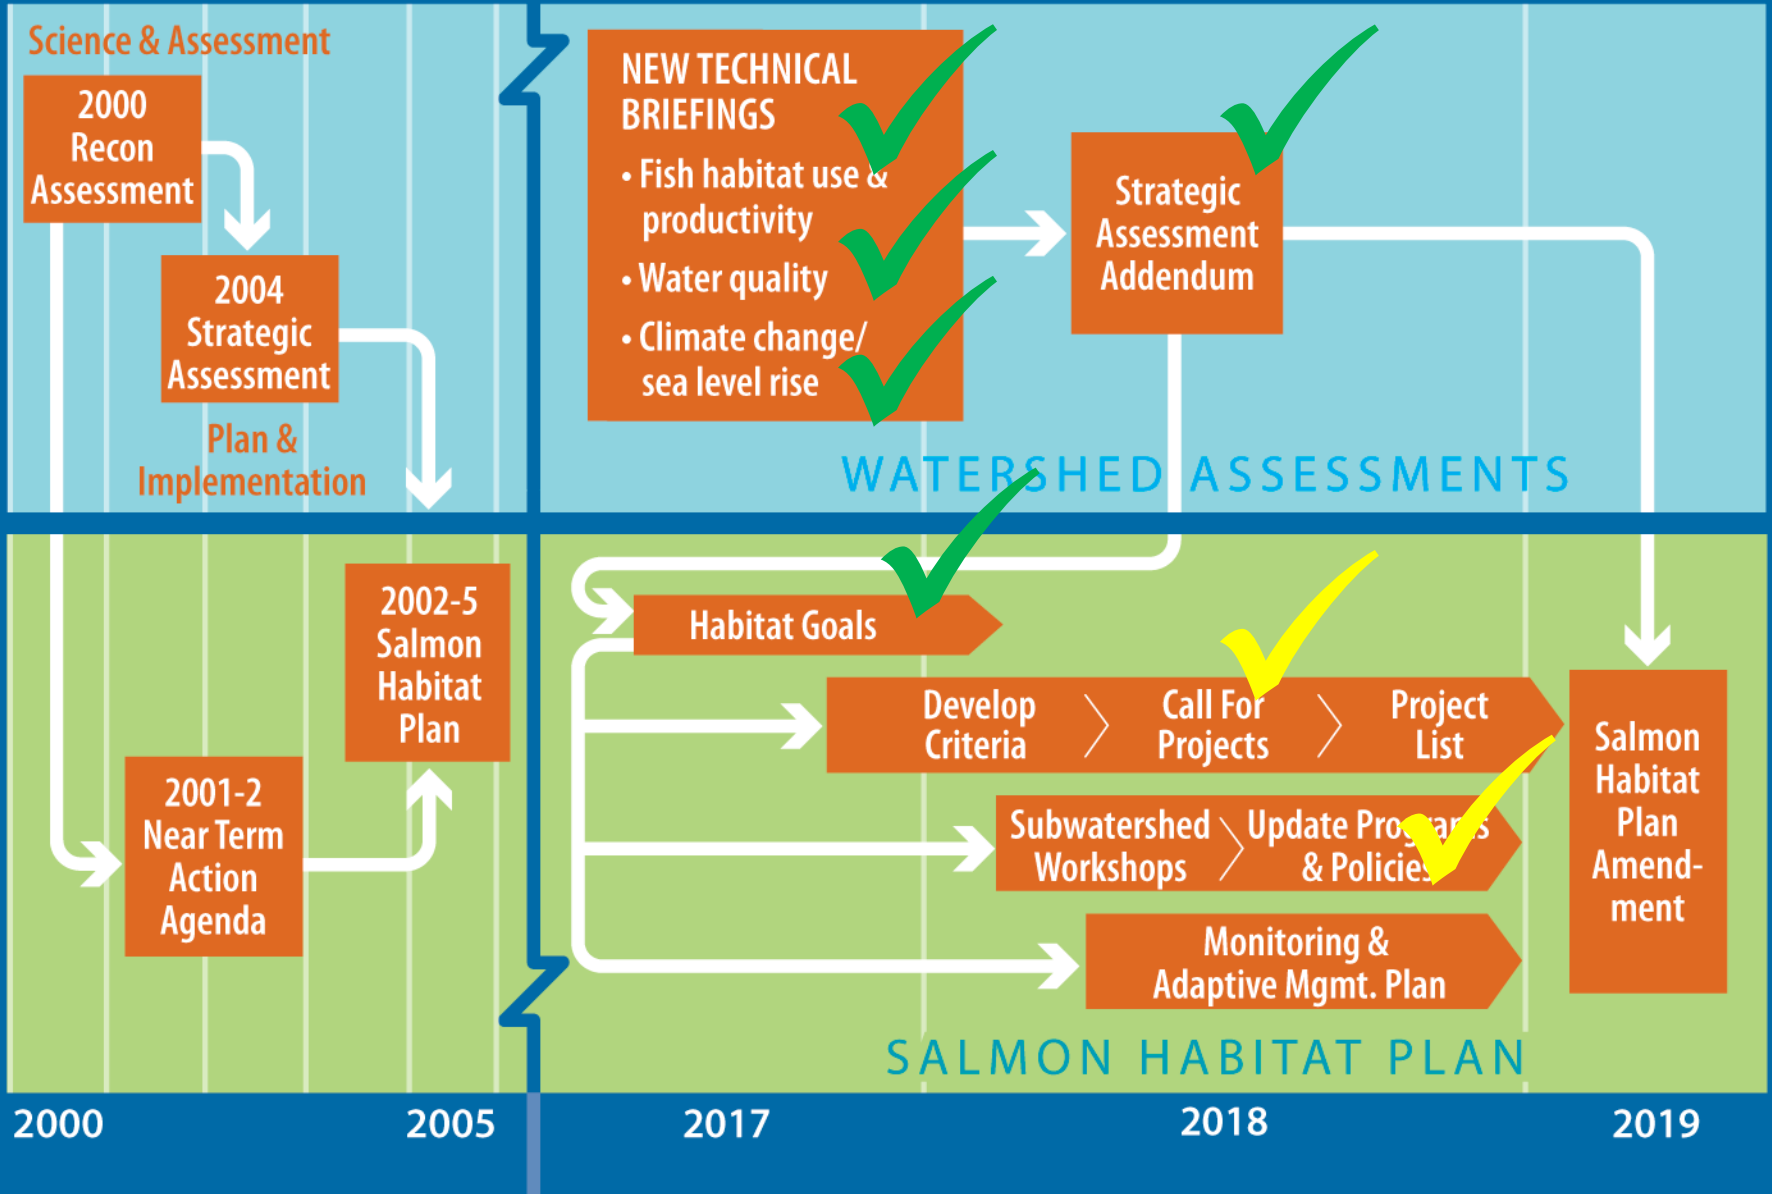 Science & Assessment
2000
Recon
Assessment
2004
Strategic
Assessment
Plan &
Implementation
NEW TECHNICAL
BRIEFINGS
• Fish habitat use &
productivity
• Water quality
• Climate change/
sea level rise
Strategic
Assessment
Addendum
WATERSHED ASSESSMENTS
2002-5
Salmon
Habitat
Plan
2001-2
Near Term
Action
Agenda
Habitat Goals
Develop
Criteria
Call For
Projects
Project
List
Subwatershed
Workshops
Update Programs
& Policies
Monitoring &
Adaptive Mgmt. Plan
Salmon
Habitat
Plan
Amend-
ment
SALMON HABITAT PLAN
2000
2005
2017
2018
2019